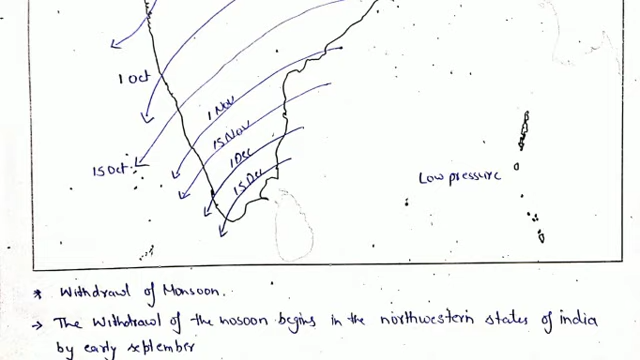 1 oct
1 Nov
15 Nov
15 Oct.
1 Dec
15 Dec
Low pressure
* Withdrawl of Monsoon.
→ The Withdrawl of the nosoon begins in the northwestern states of india
by early september